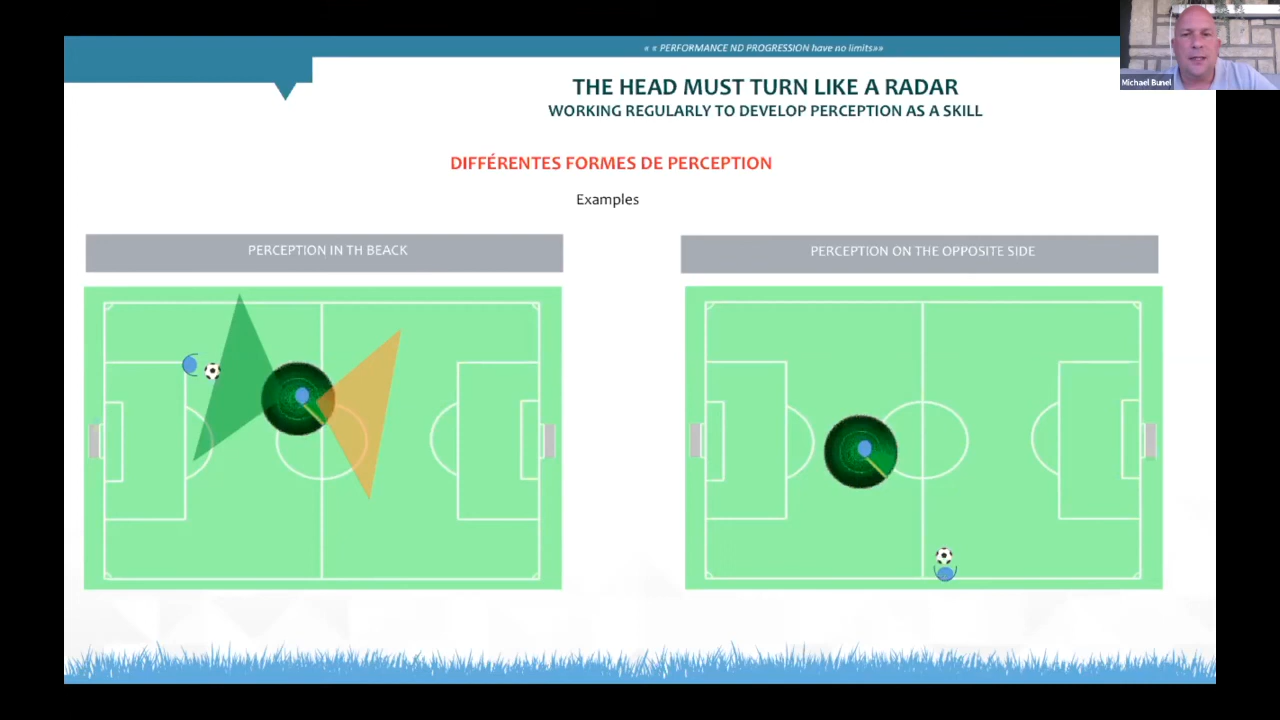 « « PERFORMANCE ND PROGRESSION have no limits»»
Michael Bunel
THE HEAD MUST TURN LIKE A RADAR
WORKING REGULARLY TO DEVELOP PERCEPTION AS A SKILL
DIFFÉRENTES FORMES DE PERCEPTION
Examples
PERCEPTION IN TH BEACK
PERCEPTION ON THE OPPOSITE SIDE